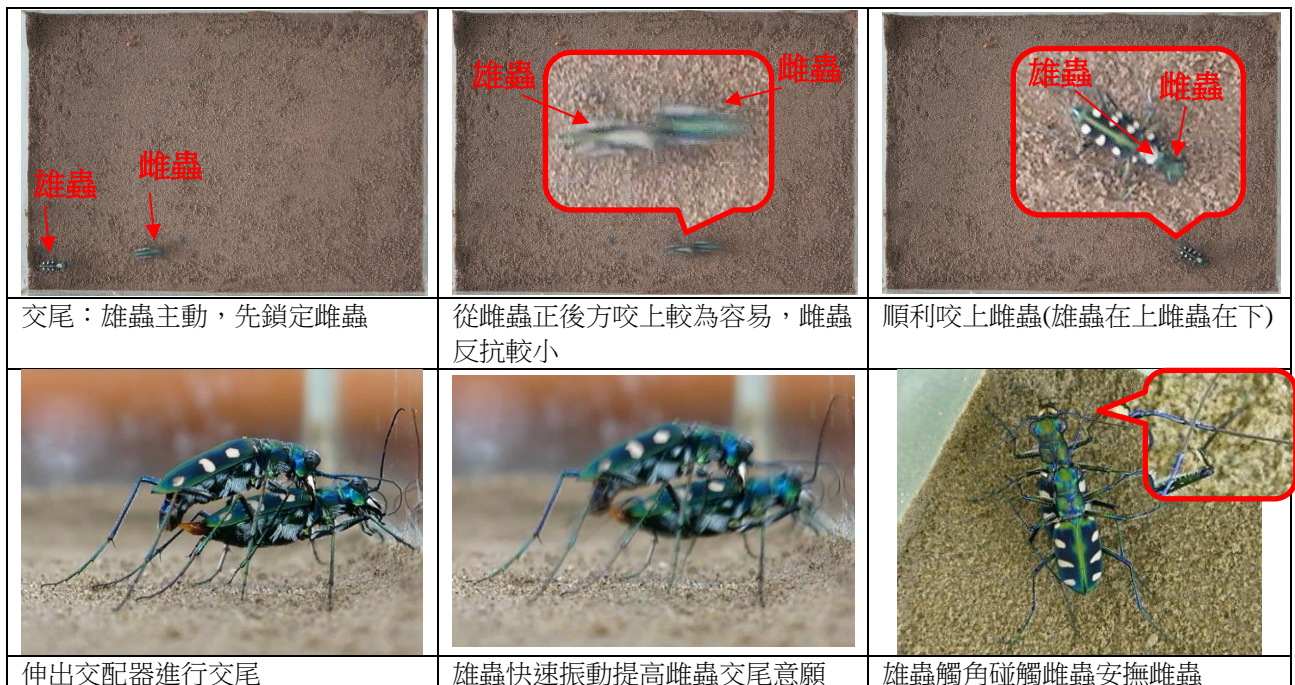 雄蟲
雌蟲
雄蟲
雌蟲
雄蟲
雌蟲
交尾：雄蟲主動，先鎖定雌蟲
從雌蟲正後方咬上較為容易，雌蟲
反抗較小
順利咬上雌蟲(雄蟲在上雌蟲在下)
伸出交配器進行交尾
雄蟲快速振動提高雌蟲交尾意願
雄蟲觸角碰觸雌蟲安撫雌蟲